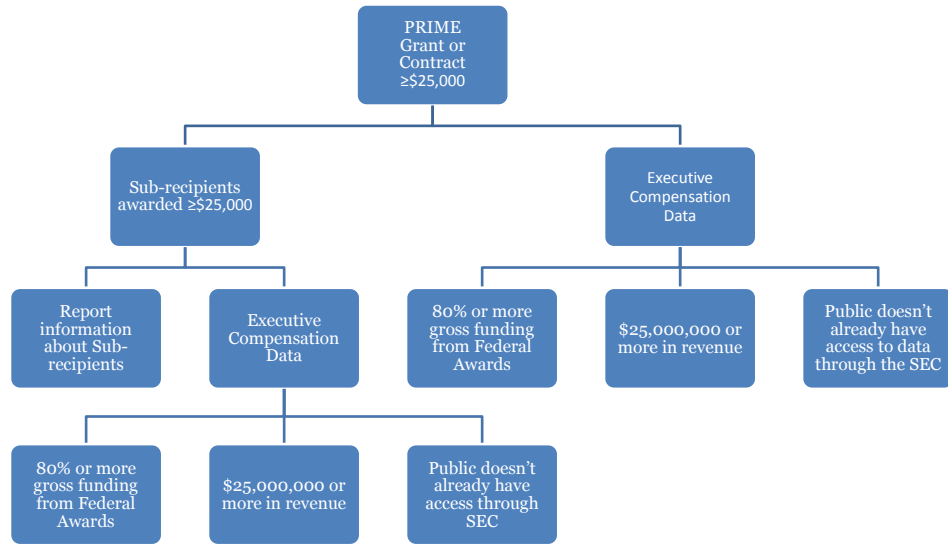 PRIME
Grant or
Contract
≥$25,000
Sub-recipients
awarded ≥$25,000
Executive
Compensation
Data
Report
information
about Sub-
recipients
Executive
Compensation
Data
80% or more
gross funding
from Federal
Awards
$25,000,000 or
more in revenue
Public doesn't
already have
access to data
through the SEC
80% or more
gross funding
from Federal
Awards
$25,000,000 or
more in revenue
Public doesn't
already have
access through
SEC